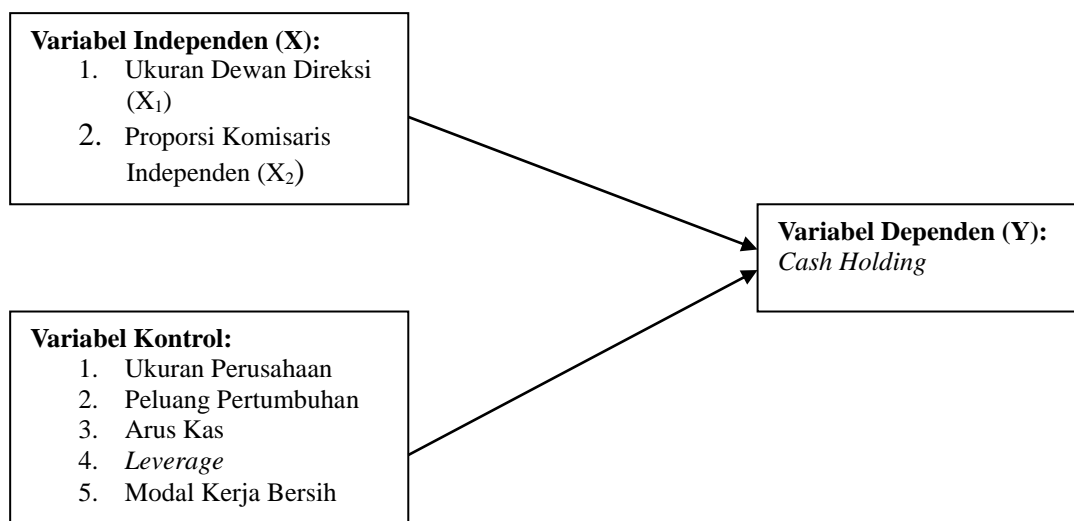 Variabel Independen (X):
1. Ukuran Dewan Direksi
(X₁)
2. Proporsi Komisaris
Independen (X₂)
Variabel Dependen (Y):
Cash Holding
Variabel Kontrol:
1. Ukuran Perusahaan
2. Peluang Pertumbuhan
3. Arus Kas
4. Leverage
5. Modal Kerja Bersih